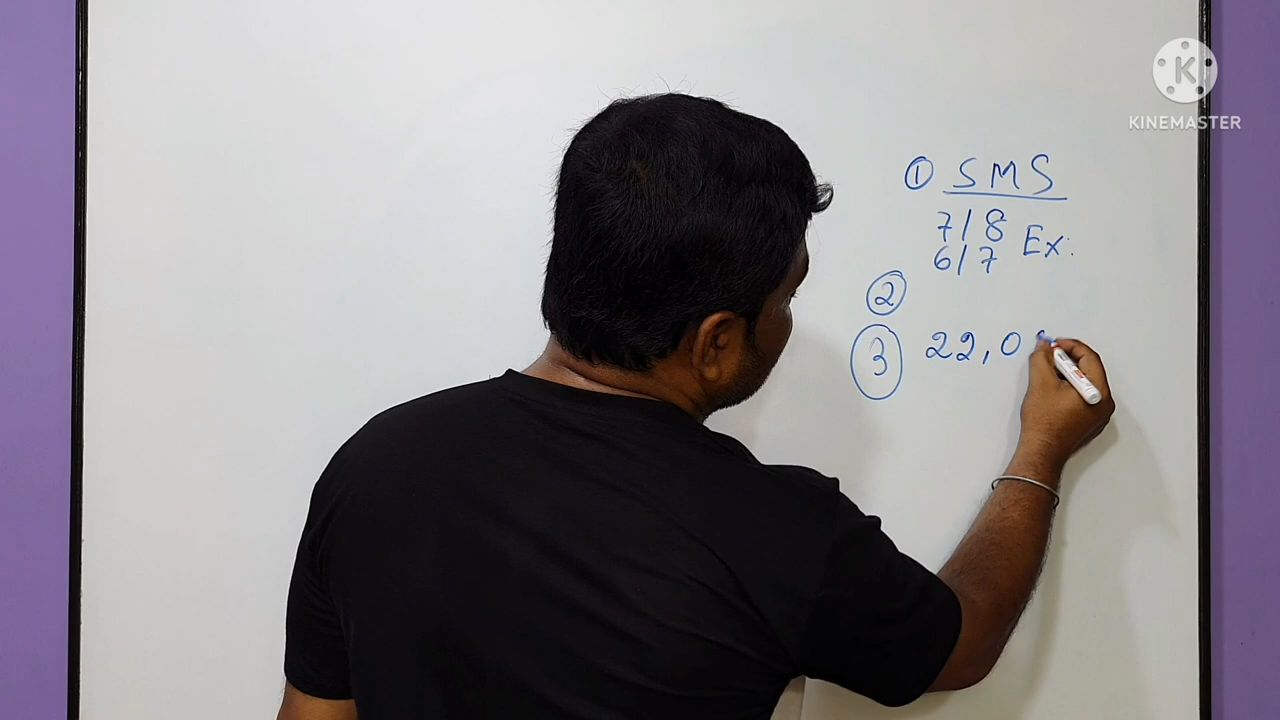 ① SMS
7/8
6/7 Ex:
②
③ 22,0
K
KINEMASTER